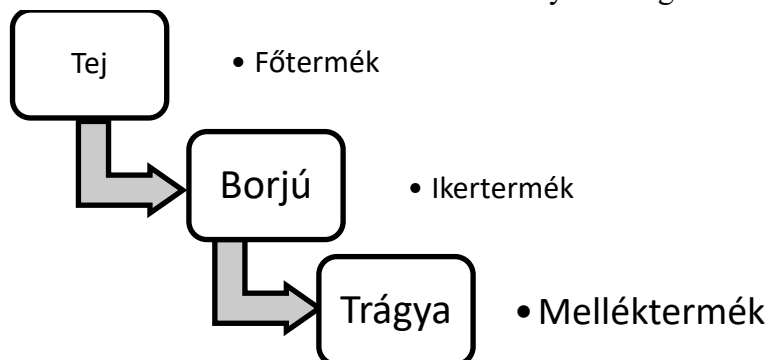 Tej
• Főtermék
Borjú
• Ikertermék
Trágya
• Melléktermék